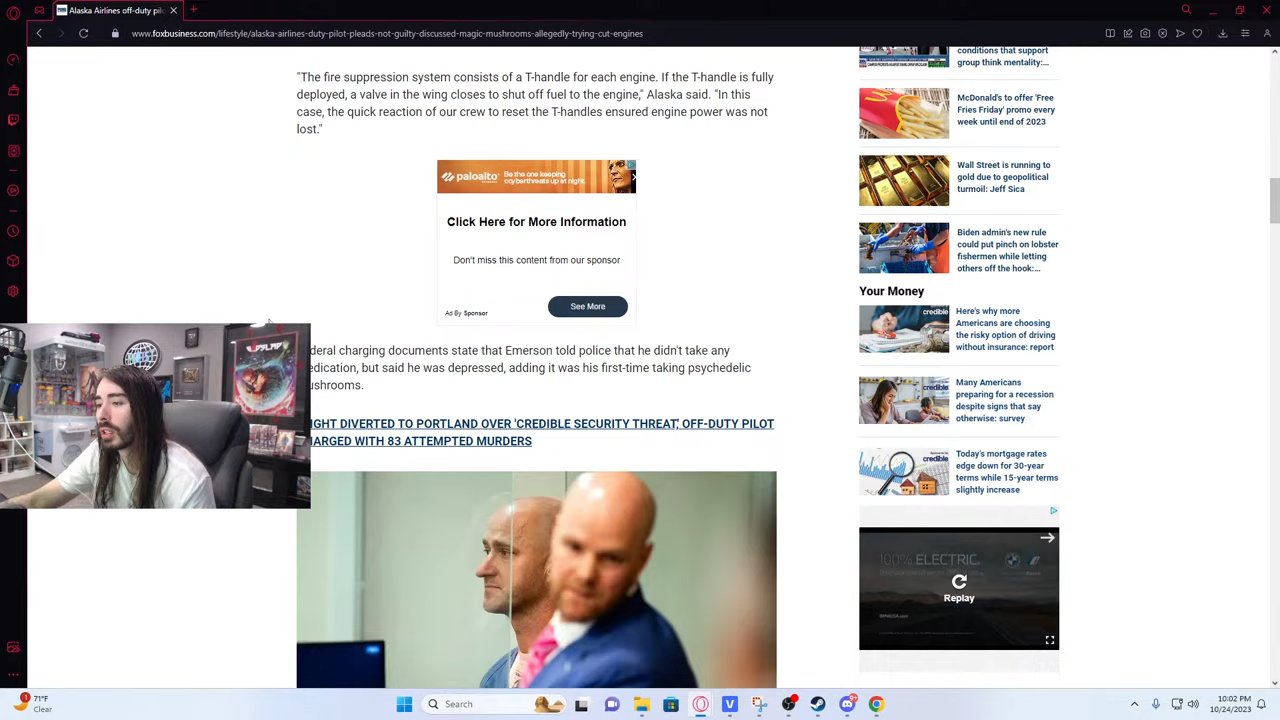 Alaska Airlines off-duty pilot
www.foxbusiness.com/lifestyle/alaska-airlines-duty-pilot-pleads-not-guilty-discussed-magic-mushrooms-allegedly-trying-cut-engines
"The fire suppression system consists of a T-handle for each engine. If the T-handle is fully
deployed, a valve in the wing closes to shut off fuel to the engine," Alaska said. "In this
case, the quick reaction of our crew to reset the T-handles ensured engine power was not
lost."
paloalto
Be the one keeping
cyberthreats up at night.
Click Here for More Information
Don't miss this content from our sponsor
See More
Ad By Sponsor
deral charging documents state that Emerson told police that he didn't take any
edication, but said he was depressed, adding it was his first-time taking psychedelic
ushrooms.
IGHT DIVERTED TO PORTLAND OVER 'CREDIBLE SECURITY THREAT,' OFF-DUTY PILOT
HARGED WITH 83 ATTEMPTED MURDERS
conditions that support
group think mentality:...
McDonald's to offer 'Free
Fries Friday' promo every
week until end of 2023
Wall Street is running to
gold due to geopolitical
turmoil: Jeff Sica
Biden admin's new rule
could put pinch on lobster
fishermen while letting
others off the hook:...
Your Money
credible
Here's why more
Americans are choosing
the risky option of driving
without insurance: report
credible
Many Americans
preparing for a recession
despite signs that say
otherwise: survey
credible
Today's mortgage rates
edge down for 30-year
terms while 15-year terms
slightly increase
100% ELECTRIC.
Replay
1
71°F
Clear
Search
10:02 PM
10/24/2023